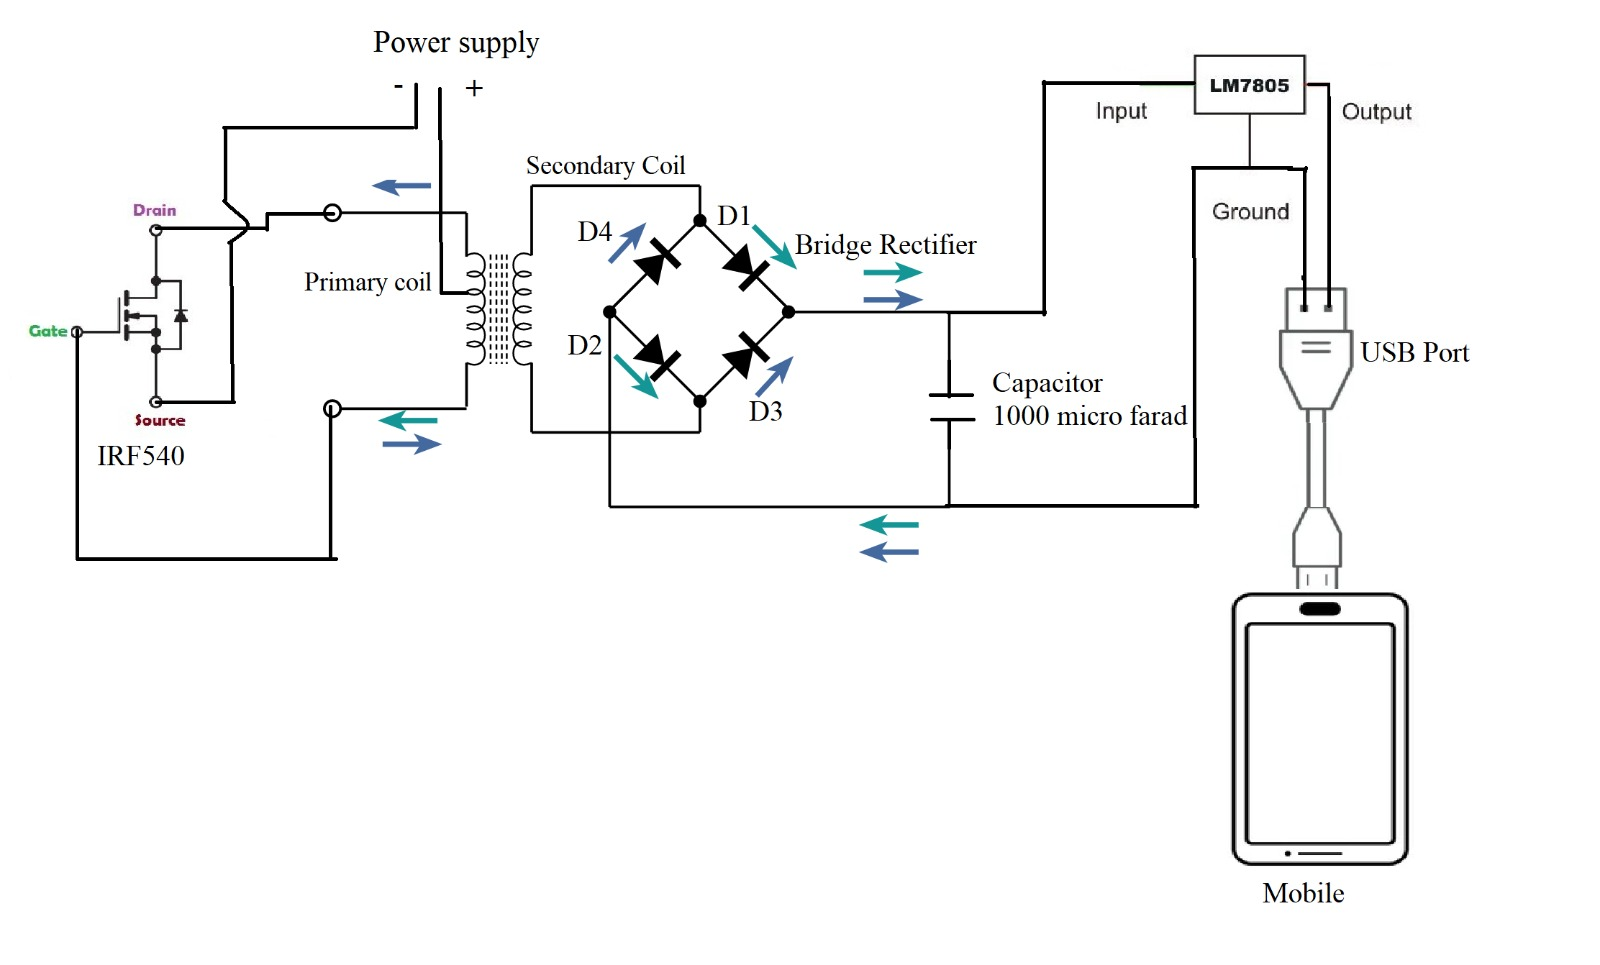 Power supply
- +
LM7805
Input
Output
Secondary Coil
Drain
D4
D1
Bridge Rectifier
Ground
Primary coil
Gate
D2
USB Port
Capacitor
1000 micro farad
D3
Source
IRF540
Mobile